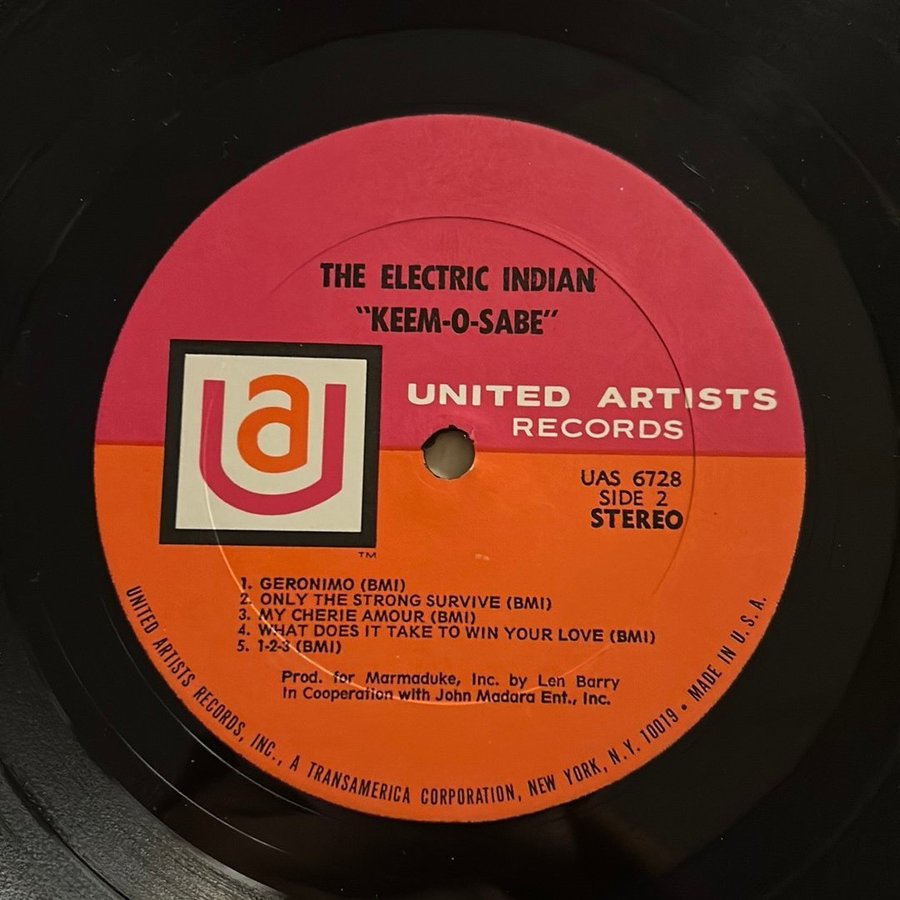 THE ELECTRIC INDIAN
"KEEM-O-SABE"
ua
UNITED ARTISTS
RECORDS
UAS 6728
SIDE 2
STEREO
TM
1. GERONIMO (BMI)
2. ONLY THE STRONG SURVIVE (BMI)
3. MY CHERIE AMOUR (BMI)
4. WHAT DOES IT TAKE TO WIN YOUR LOVE (BMI)
5. 1-2-3 (BMI)
Prod. for Marmaduke, Inc. by Len Barry
In Cooperation with John Madara Ent., Inc.
UNITED ARTISTS RECORDS, INC., A TRANSAMERICA CORPORATION, NEW YORK, N.Y. 10019 • MADE IN U.S.A.